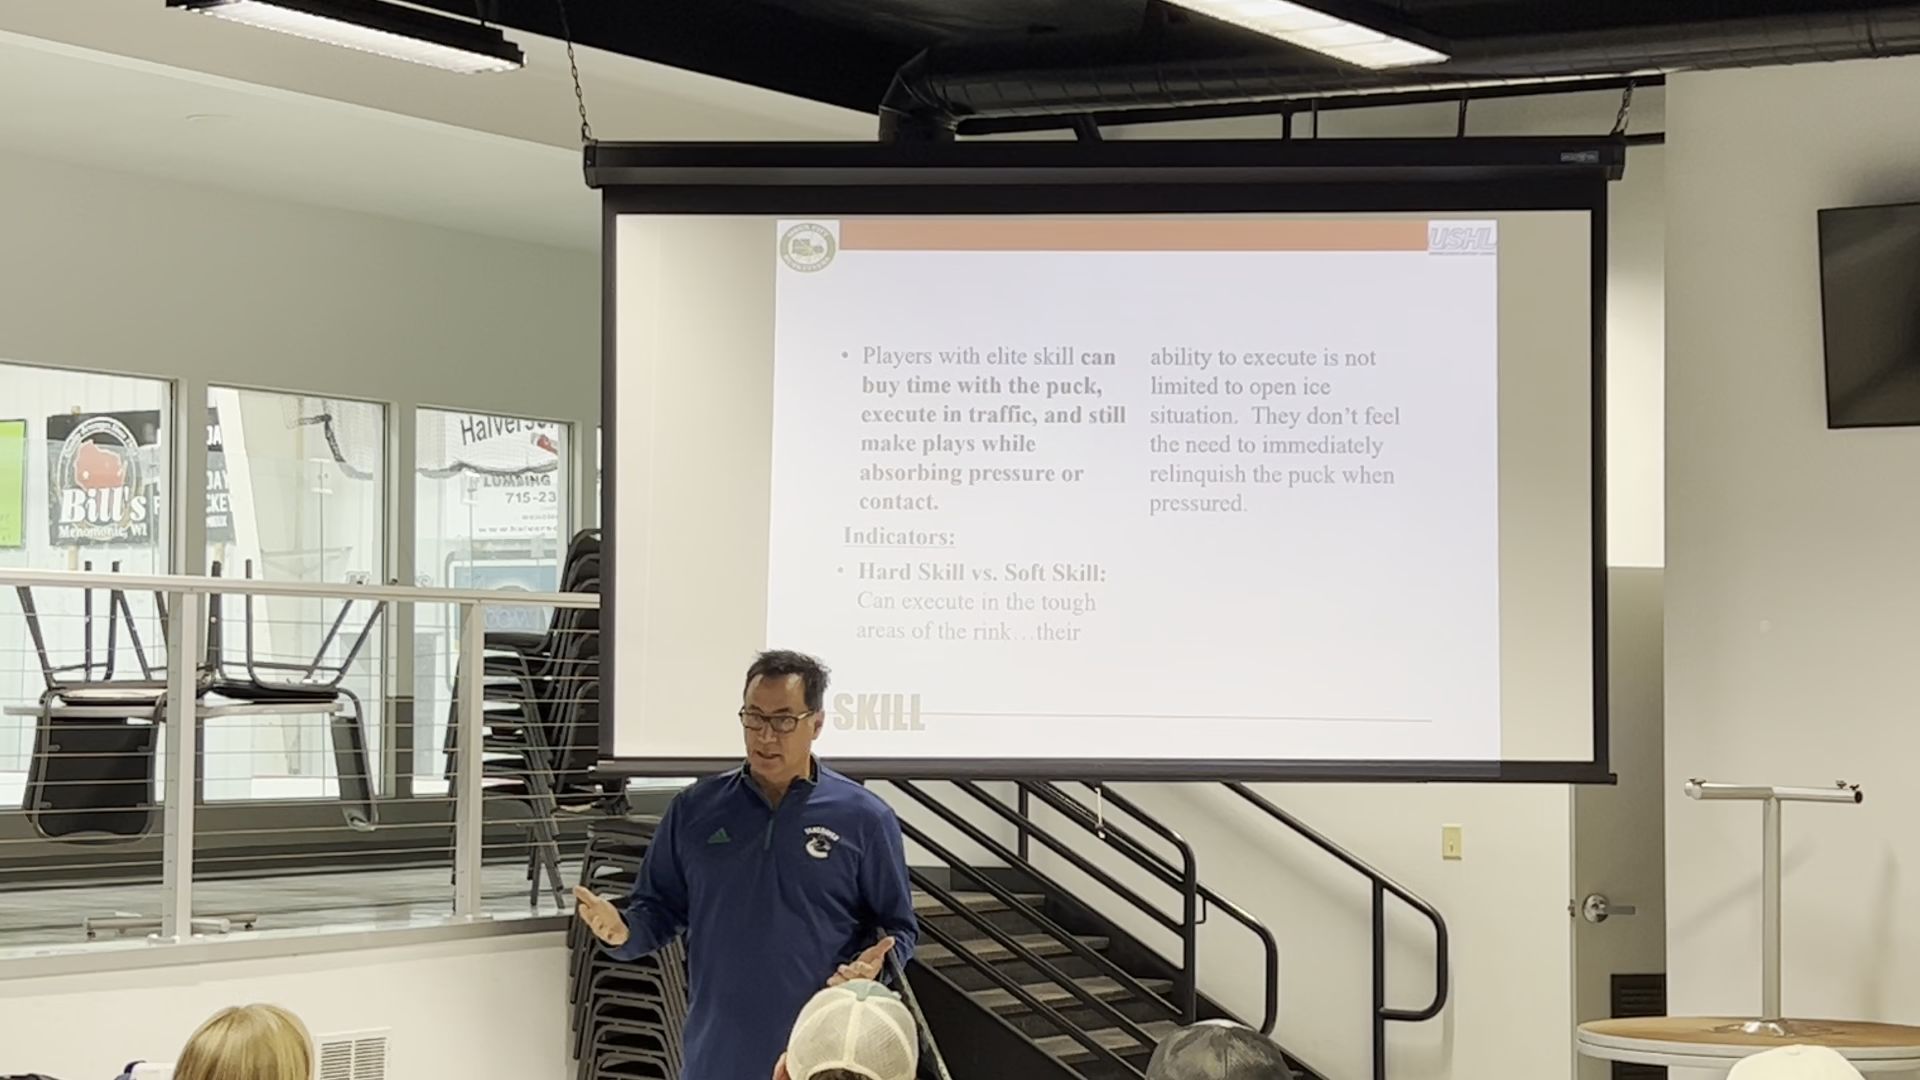 USHL
• Players with elite skill can
buy time with the puck,
execute in traffic, and still
make plays while
absorbing pressure or
contact.
Indicators:
• Hard Skill vs. Soft Skill:
Can execute in the tough
areas of the rink…their
ability to execute is not
limited to open ice
situation. They don't feel
the need to immediately
relinquish the puck when
pressured.
SKILL
Bill's
Menomonie, WI
Halverso
LUMBING
715-23
VANCOUVER